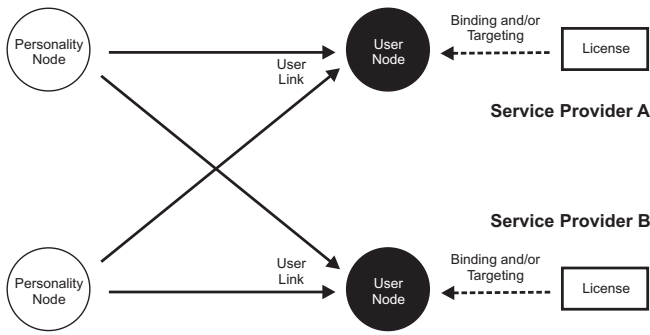 Personality
Node
User
Link
User
Node
Binding and/or
Targeting
License
Service Provider A
Service Provider B
Personality
Node
User
Link
User
Node
Binding and/or
Targeting
License